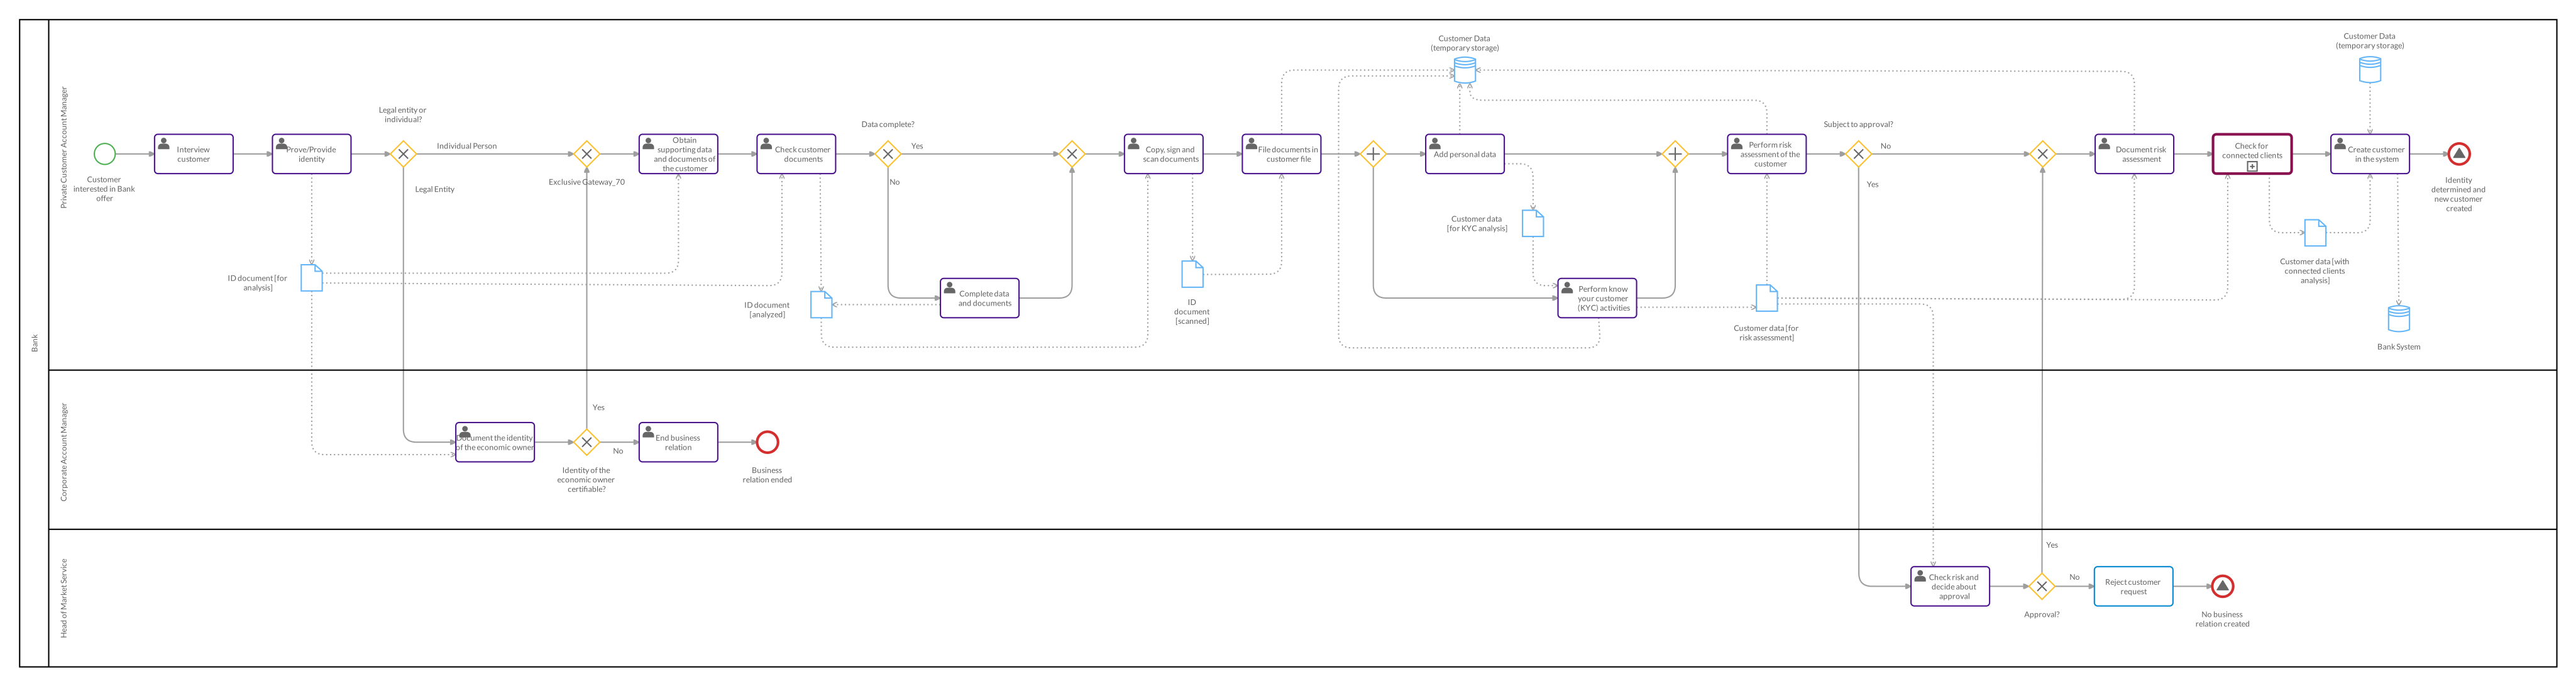 Bank
Private Customer Account Manager
Customer
interested in Bank
offer
Interview
customer
Prove/Provide
identity
Legal entity or
individual?
Individual Person
Legal Entity
Exclusive Gateway_70
Obtain
supporting data
and documents of
the customer
Check customer
documents
Data complete?
Yes
No
Complete data
and documents
Copy, sign and
scan documents
File documents in
customer file
Customer Data
(temporary storage)
Add personal data
Customer data
[for KYC analysis]
Perform know
your customer
(KYC) activities
Perform risk
assessment of the
customer
Subject to approval?
No
Yes
Document risk
assessment
Check for
connected clients
Customer Data
(temporary storage)
Create customer
in the system
Identity
determined and
new customer
created
ID document [for
analysis]
ID document
[analyzed]
ID
document
[scanned]
Customer data [for
risk assessment]
Customer data [with
connected clients
analysis]
Bank System
Corporate Account Manager
Document the identity
of the economic owner
Yes
No
Identity of the
economic owner
certifiable?
End business
relation
Business
relation ended
Head of Market Service
Check risk and
decide about
approval
Yes
No
Approval?
Reject customer
request
No business
relation created